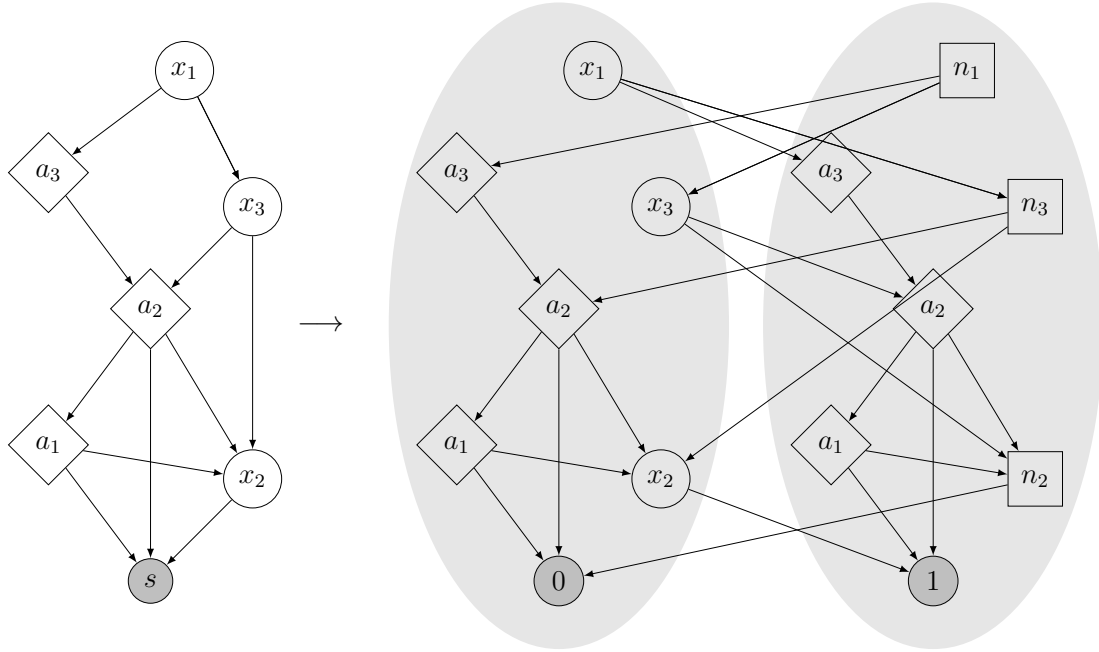 x₁
a₃
x₃
a₂
a₁
x₂
s
→
x₁
a₃
x₃
a₂
a₁
x₂
0
n₁
a₃
n₃
a₂
a₁
n₂
1